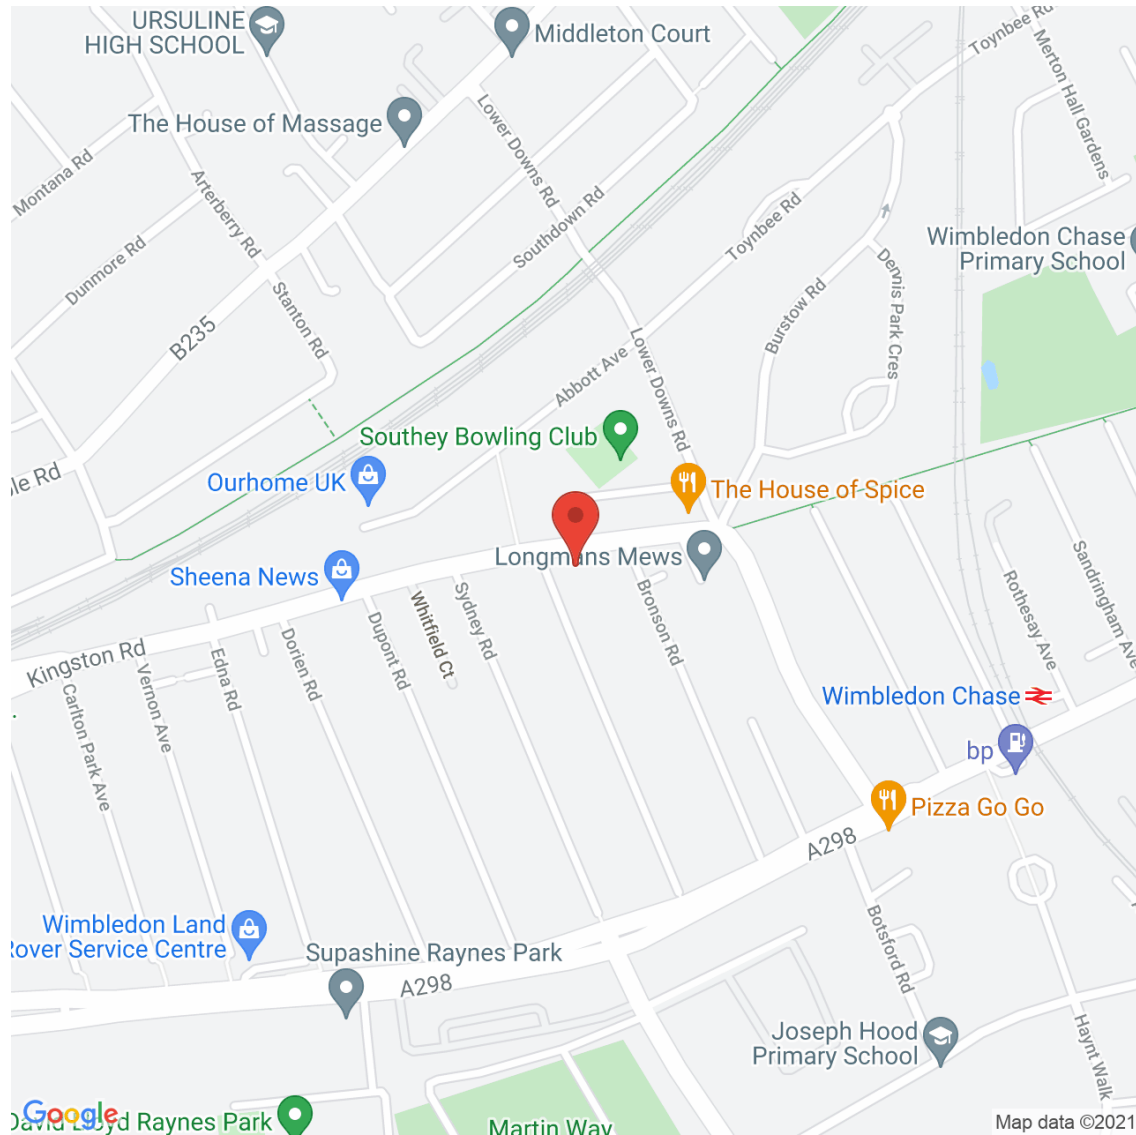 URSULINE
HIGH SCHOOL
Middleton Court
Toynbee Rd
Merton Hall Gardens
The House of Massage
Lower Downs Rd
Montana Rd
Arterberry Rd
Southdown Rd
Toynbee Rd
Wimbledon Chase
Primary School
Dunmore Rd
Stanton Rd
B235
Burstow Rd
Dennis Park Cres
Lower Downs Rd
Abbott Ave
Southey Bowling Club
Ourhome UK
The House of Spice
Longmans Mews
Sheena News
Sandringham Ave
Rothesay Ave
Whitfield Ct
Sydney Rd
Bronson Rd
Dupont Rd
Dorien Rd
Edna Rd
Vernon Ave
Kingston Rd
Carlton Park Ave
Wimbledon Chase
bp
Pizza Go Go
A298
Wimbledon Land
Rover Service Centre
Supashine Raynes Park
A298
Botsford Rd
Joseph Hood
Primary School
Haynt Walk
David Lloyd Raynes Park
Google
Martin Way
Map data ©2021